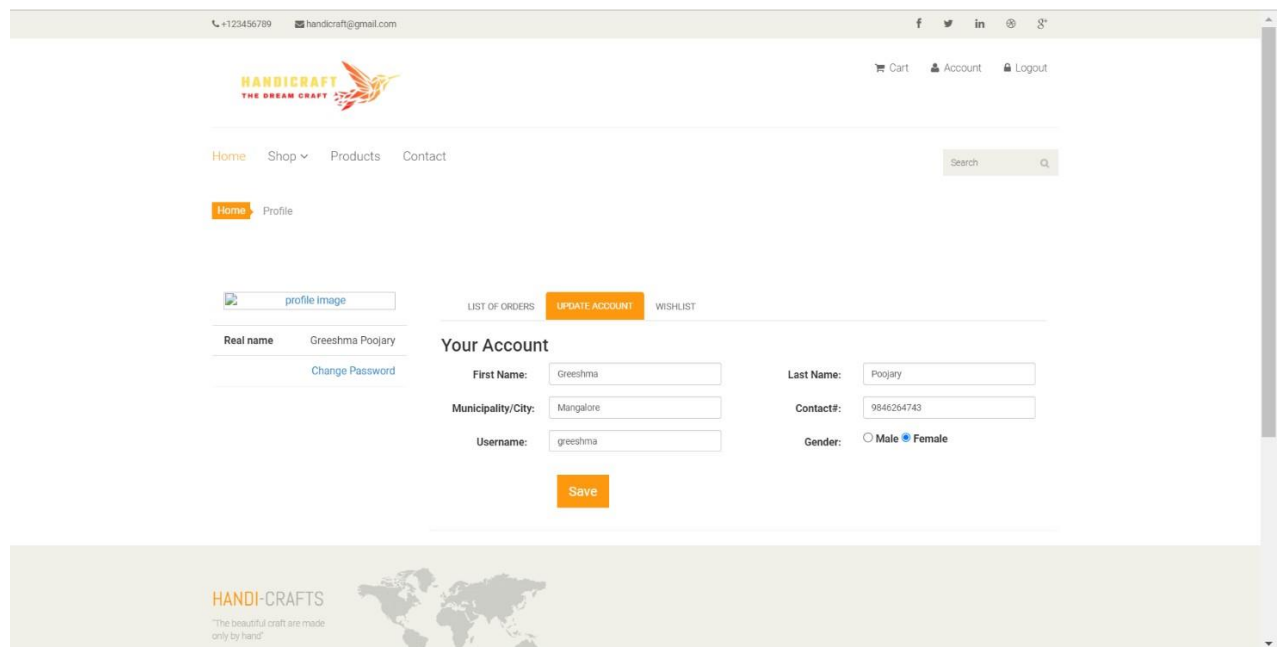 +123456789 handicraft@gmail.com
HANDICRAFT
THE DREAM CRAFT
Cart Account Logout
Home Shop Products Contact
Search
Home Profile
profile image
LIST OF ORDERS UPDATE ACCOUNT WISHLIST
Real name Greeshma Poojary
Change Password
Your Account
First Name: Greeshma Last Name: Poojary
Municipality/City: Mangalore Contact#: 9846264743
Username: greeshma Gender: Male Female
Save
HANDI-CRAFTS
"The beautiful craft are made
only by hand"